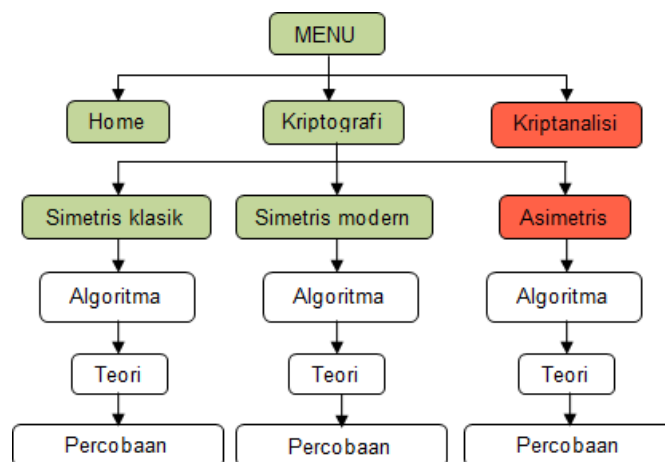 MENU
Home
Kriptografi
Kriptanalisi
Simetris klasik
Simetris modern
Asimetris
Algoritma
Algoritma
Algoritma
Teori
Teori
Teori
Percobaan
Percobaan
Percobaan